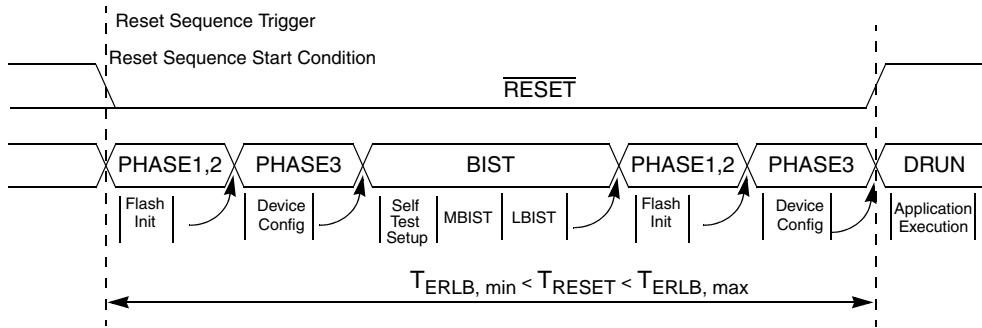 Reset Sequence Trigger
Reset Sequence Start Condition
RESET
PHASE1,2 PHASE3 BIST PHASE1,2 PHASE3 DRUN
Flash Init
Device Config
Self Test Setup
MBIST
LBIST
Flash Init
Device Config
Application Execution
TERLB, min < TRESET < TERLB, max